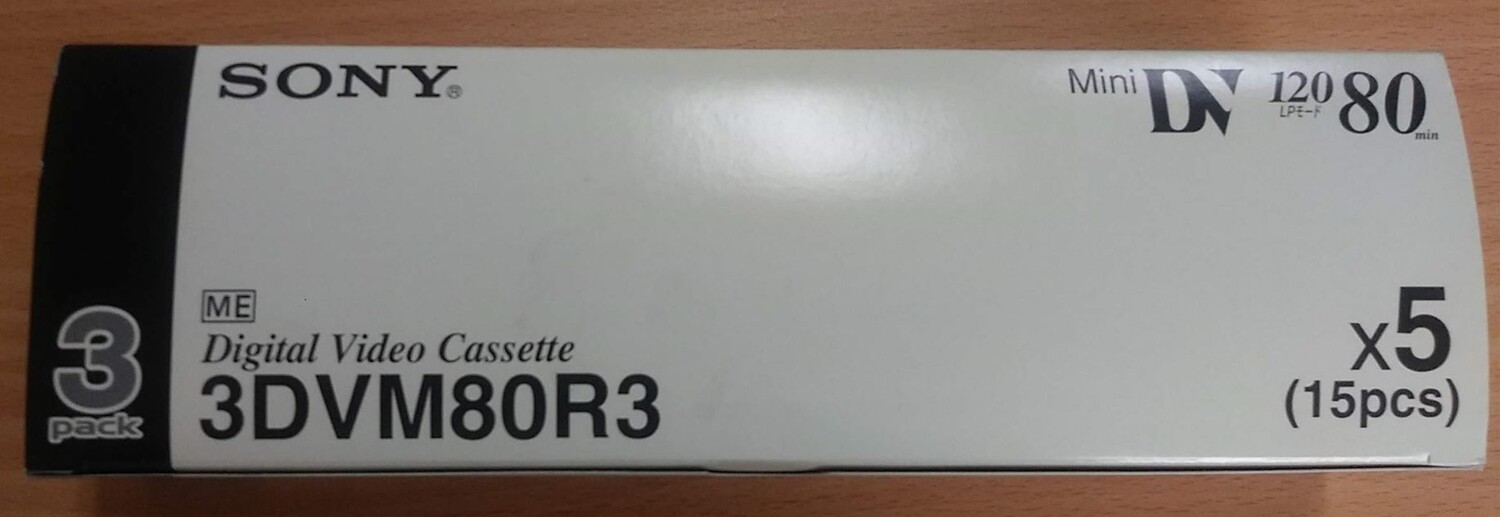 SONY®
Mini DV 120 80 min
LPモード
ME
Digital Video Cassette
3DVM80R3
3
pack
x5
(15pcs)